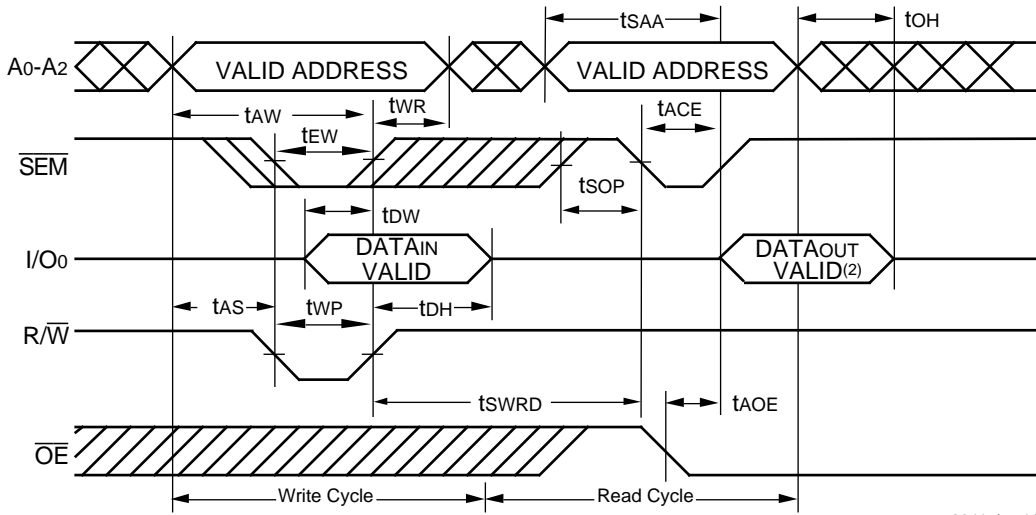 tSAA
tOH
A0-A2
VALID ADDRESS
VALID ADDRESS
tAW
tWR
tACE
tEW
SEM
tSOP
tDW
I/O0
DATAIN
VALID
DATAOUT
VALID(2)
tAS
tWP
tDH
R/W
tSWRD
tAOE
OE
Write Cycle
Read Cycle